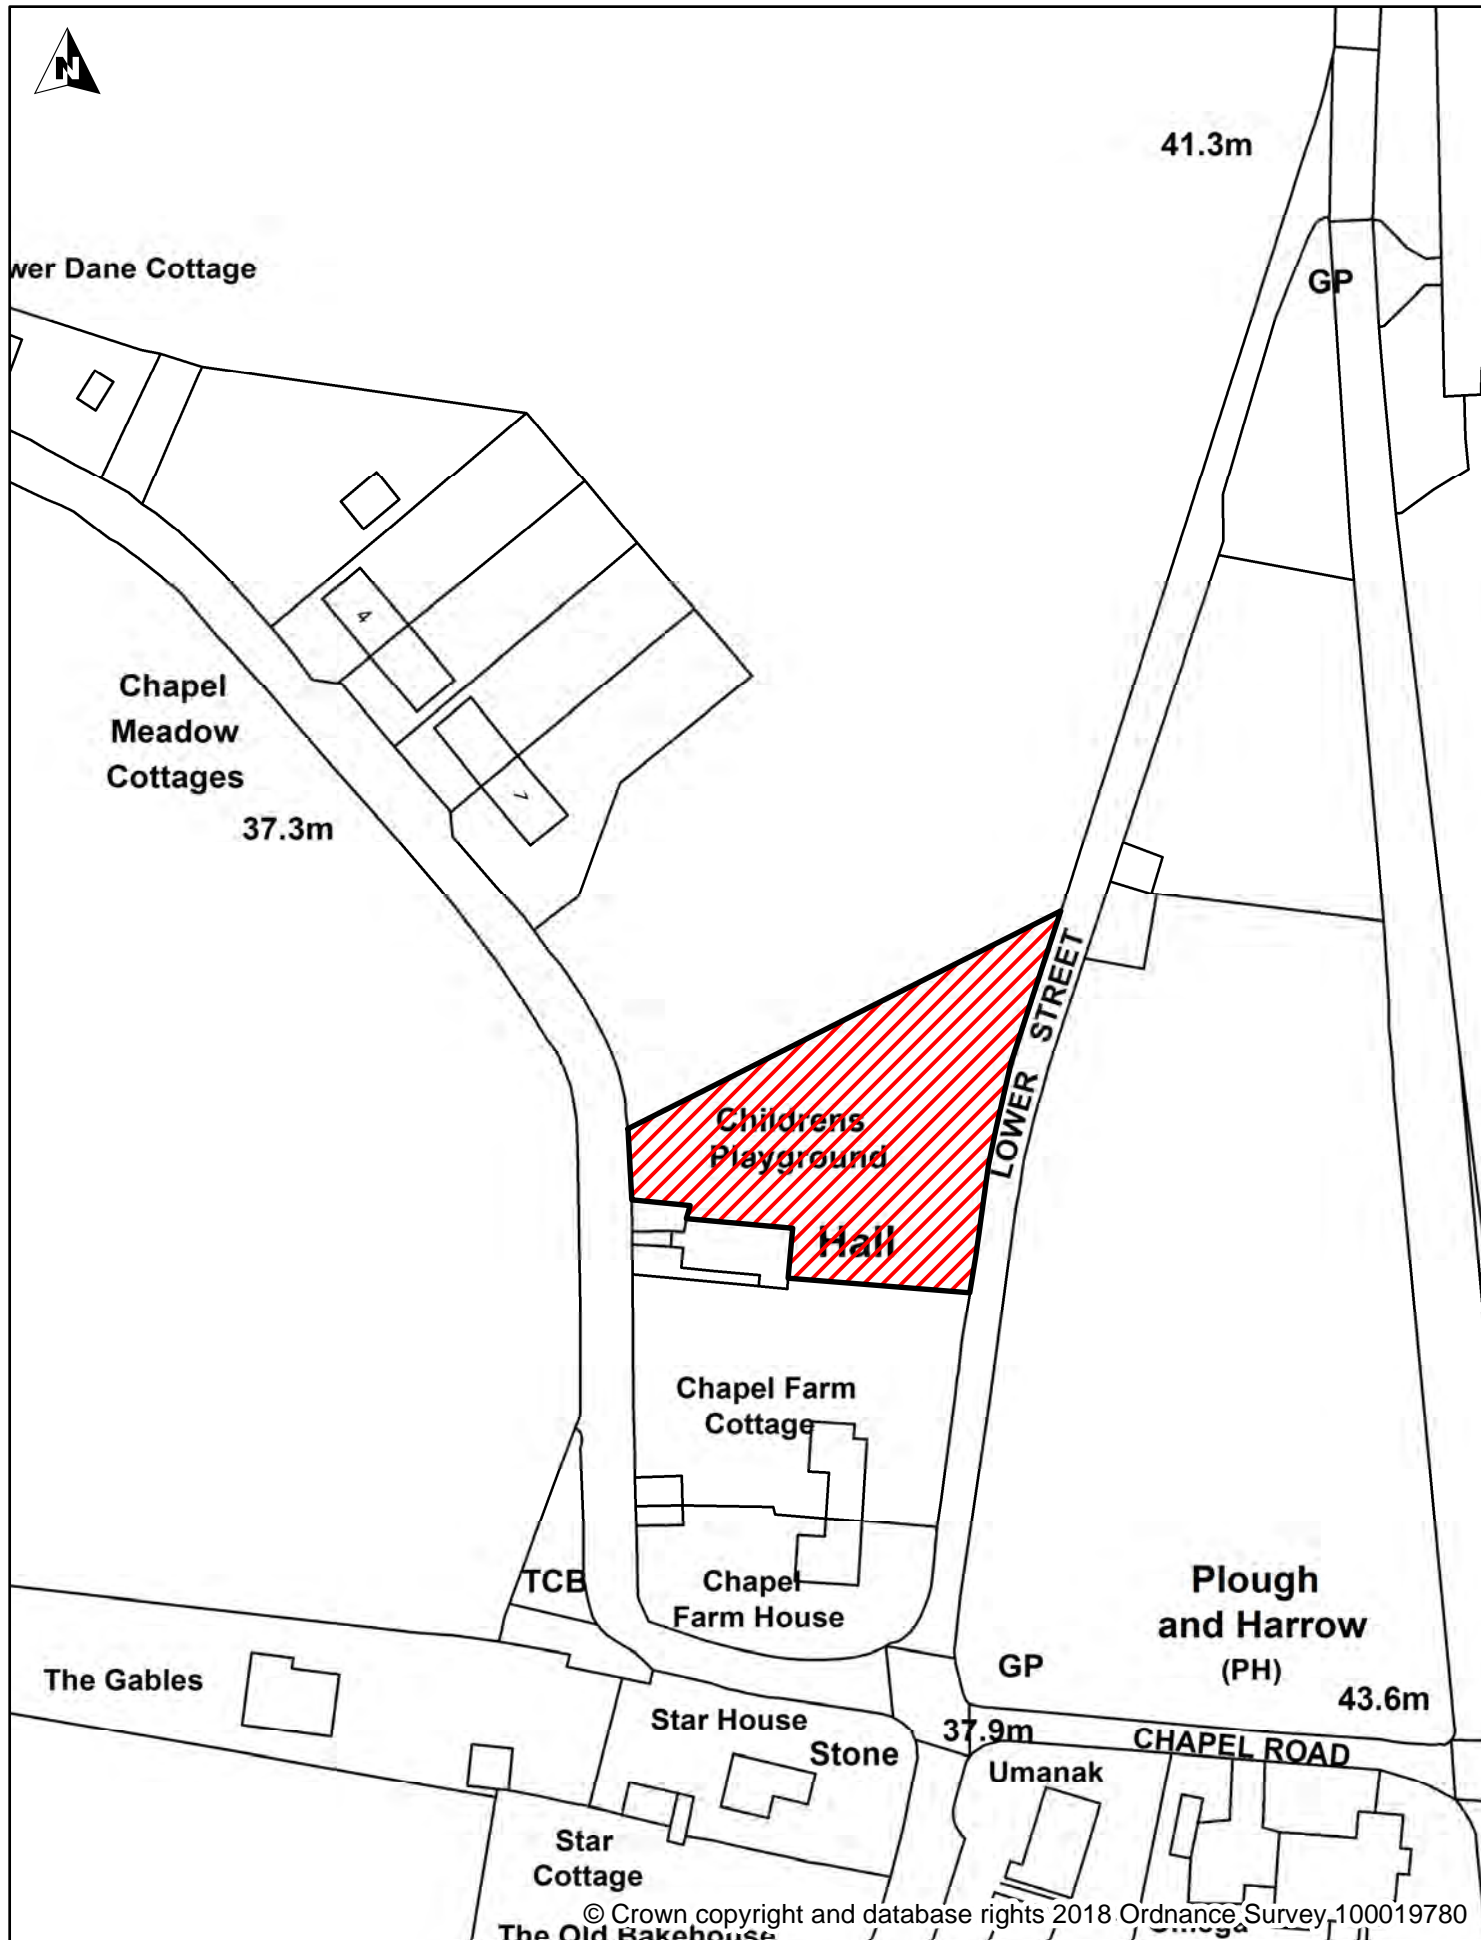 N
41.3m
wer Dane Cottage
GP
4
Chapel
Meadow
Cottages
7
37.3m
LOWER STREET
Childrens
Playground
Hall
Chapel Farm
Cottage
TCB
Chapel
Farm House
Plough
and Harrow
(PH)
The Gables
GP
43.6m
Star House
37.9m
CHAPEL ROAD
Stone
Umanak
Star
Cottage
© Crown copyright and database rights 2018 Ordnance Survey 100019780
The Old Bakehouse
Omega